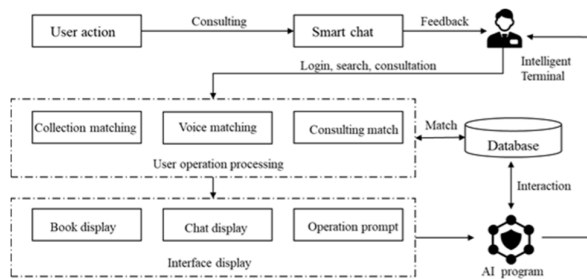 User action
Consulting
Smart chat
Feedback
Intelligent
Terminal
Login, search, consultation
Collection matching
Voice matching
Consulting match
User operation processing
Match
Database
Interaction
Book display
Chat display
Operation prompt
Interface display
AI program